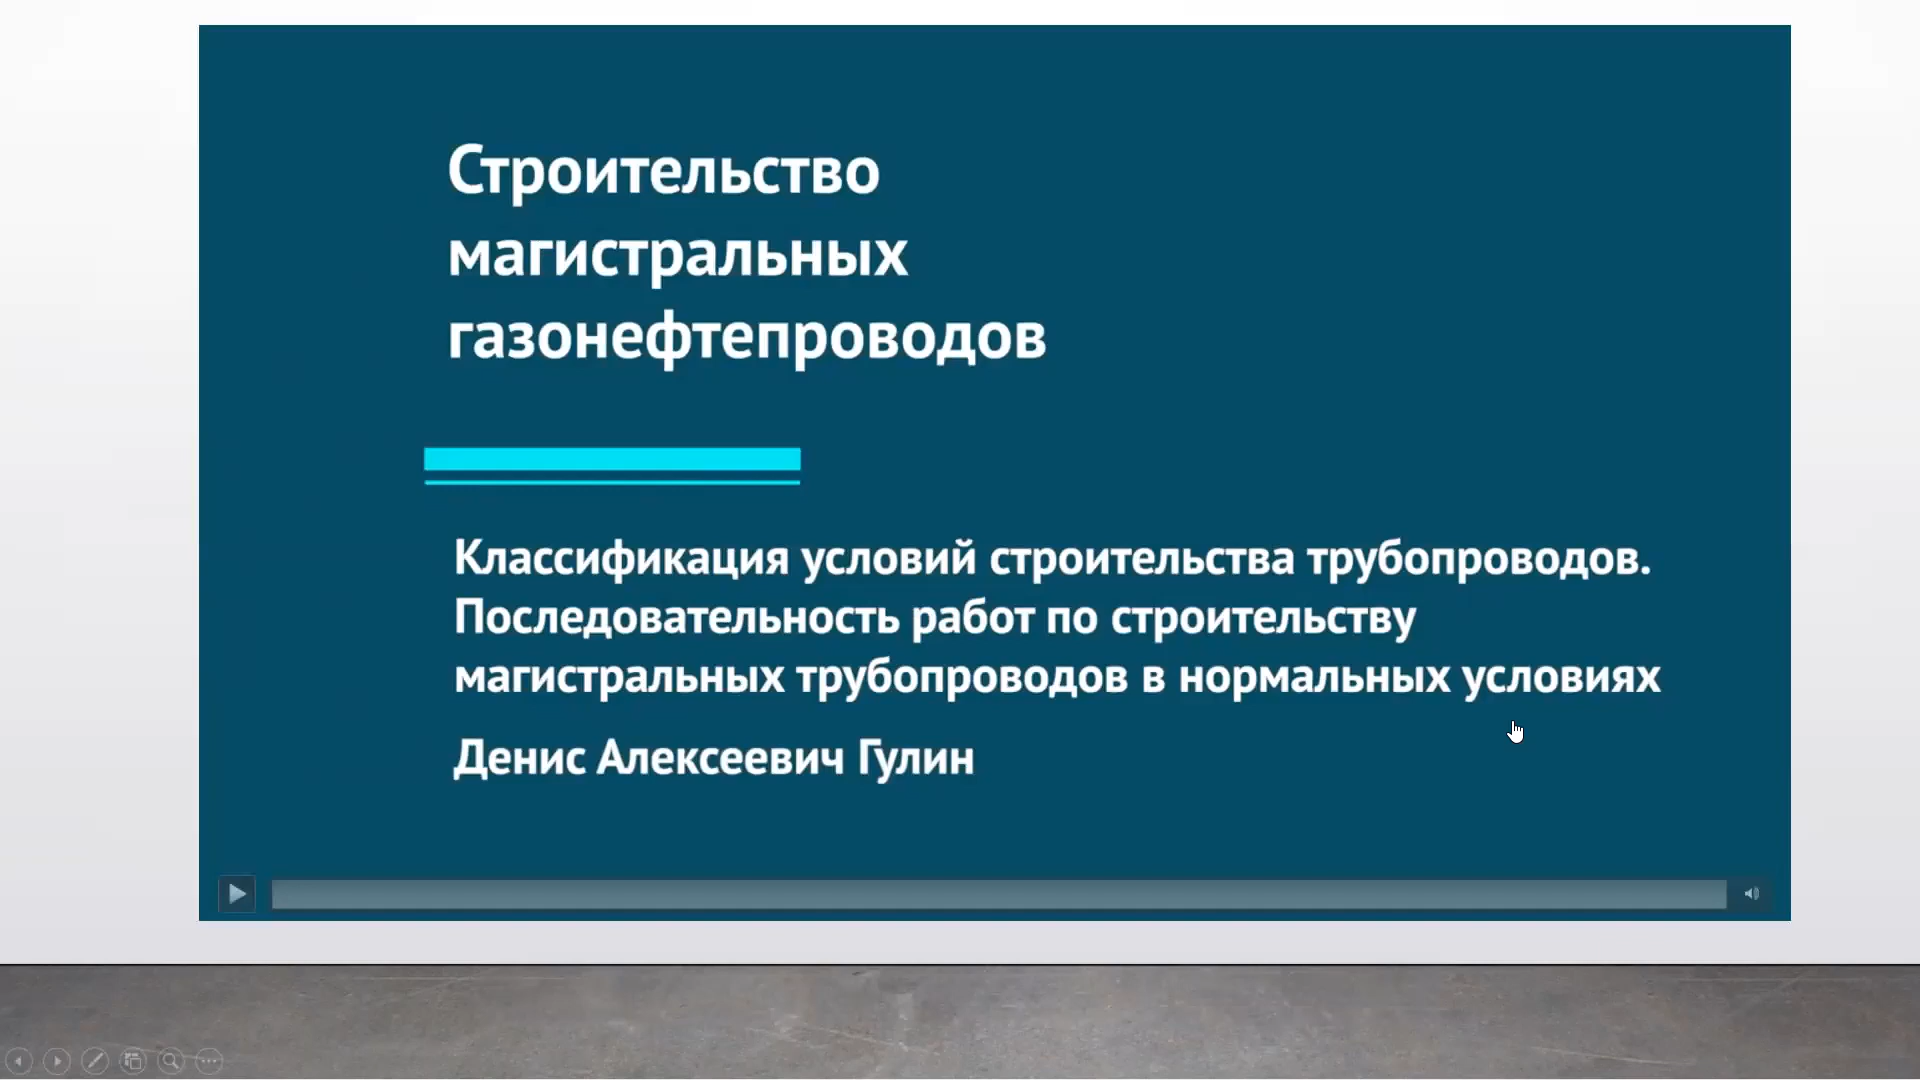 Строительство
магистральных
газонефтепроводов
Классификация условий строительства трубопроводов.
Последовательность работ по строительству
магистральных трубопроводов в нормальных условиях
Денис Алексеевич Гулин